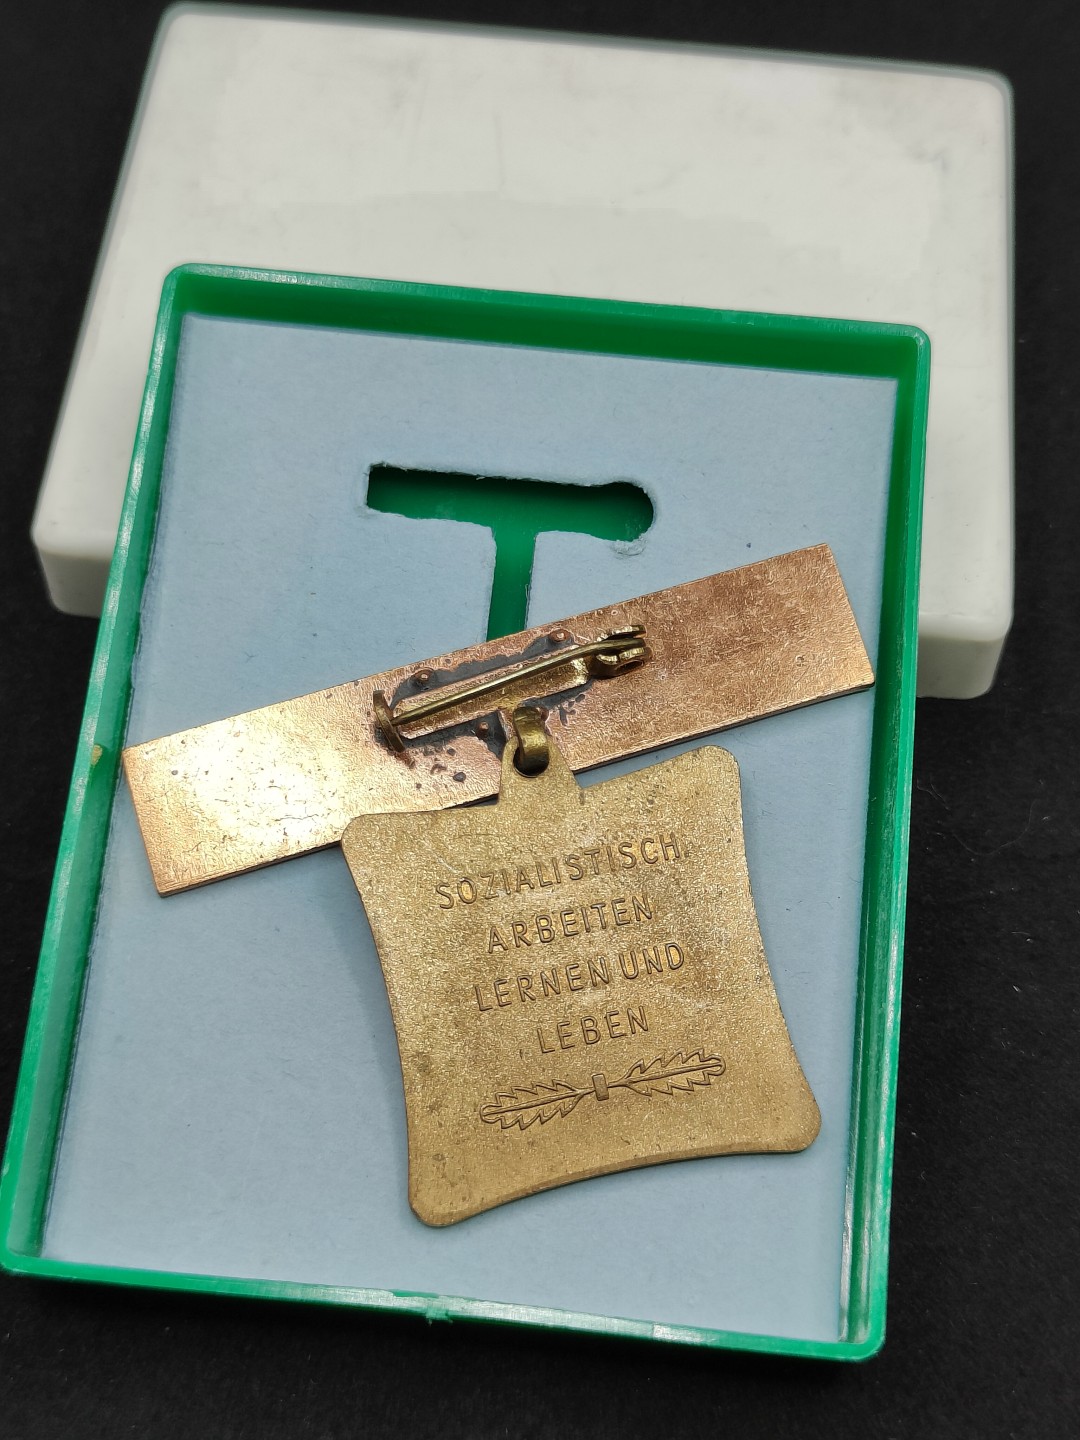 SOZIALISTISCH
ARBEITEN
LERNEN UND
LEBEN